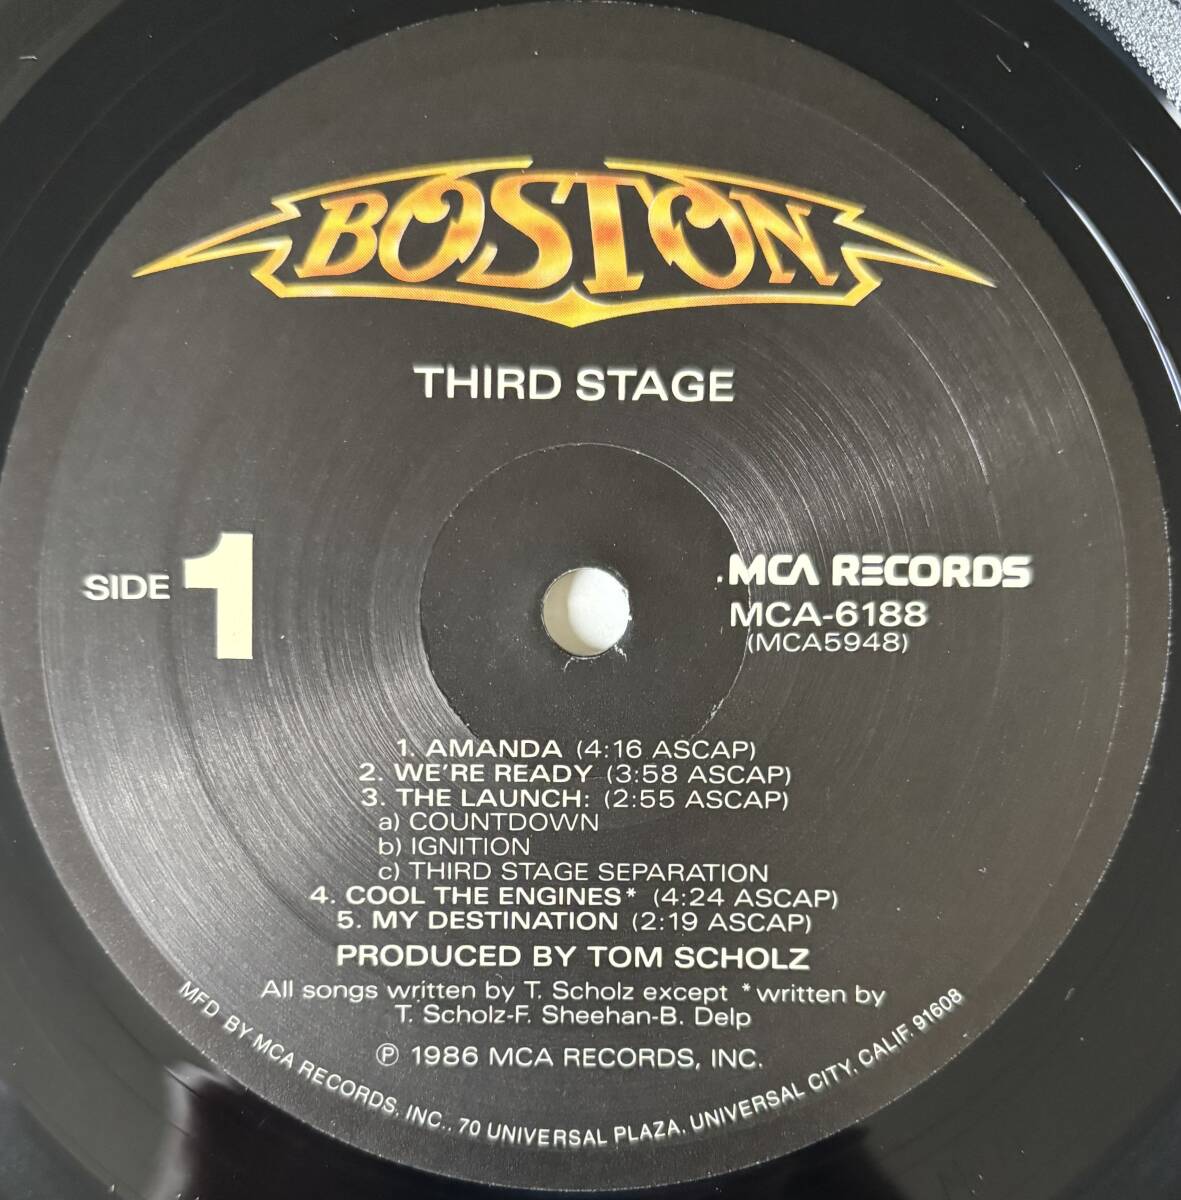 BOSTON
THIRD STAGE
SIDE 1
MCA RECORDS
MCA-6188
(MCA5948)
1. AMANDA (4:16 ASCAP)
2. WE'RE READY (3:58 ASCAP)
3. THE LAUNCH: (2:55 ASCAP)
a) COUNTDOWN
b) IGNITION
c) THIRD STAGE SEPARATION
4. COOL THE ENGINES* (4:24 ASCAP)
5. MY DESTINATION (2:19 ASCAP)
PRODUCED BY TOM SCHOLZ
All songs written by T. Scholz except *written by
T. Scholz-F. Sheehan-B. Delp
℗ 1986 MCA RECORDS, INC.
MFD BY MCA RECORDS, INC., 70 UNIVERSAL PLAZA, UNIVERSAL CITY, CALIF. 91608